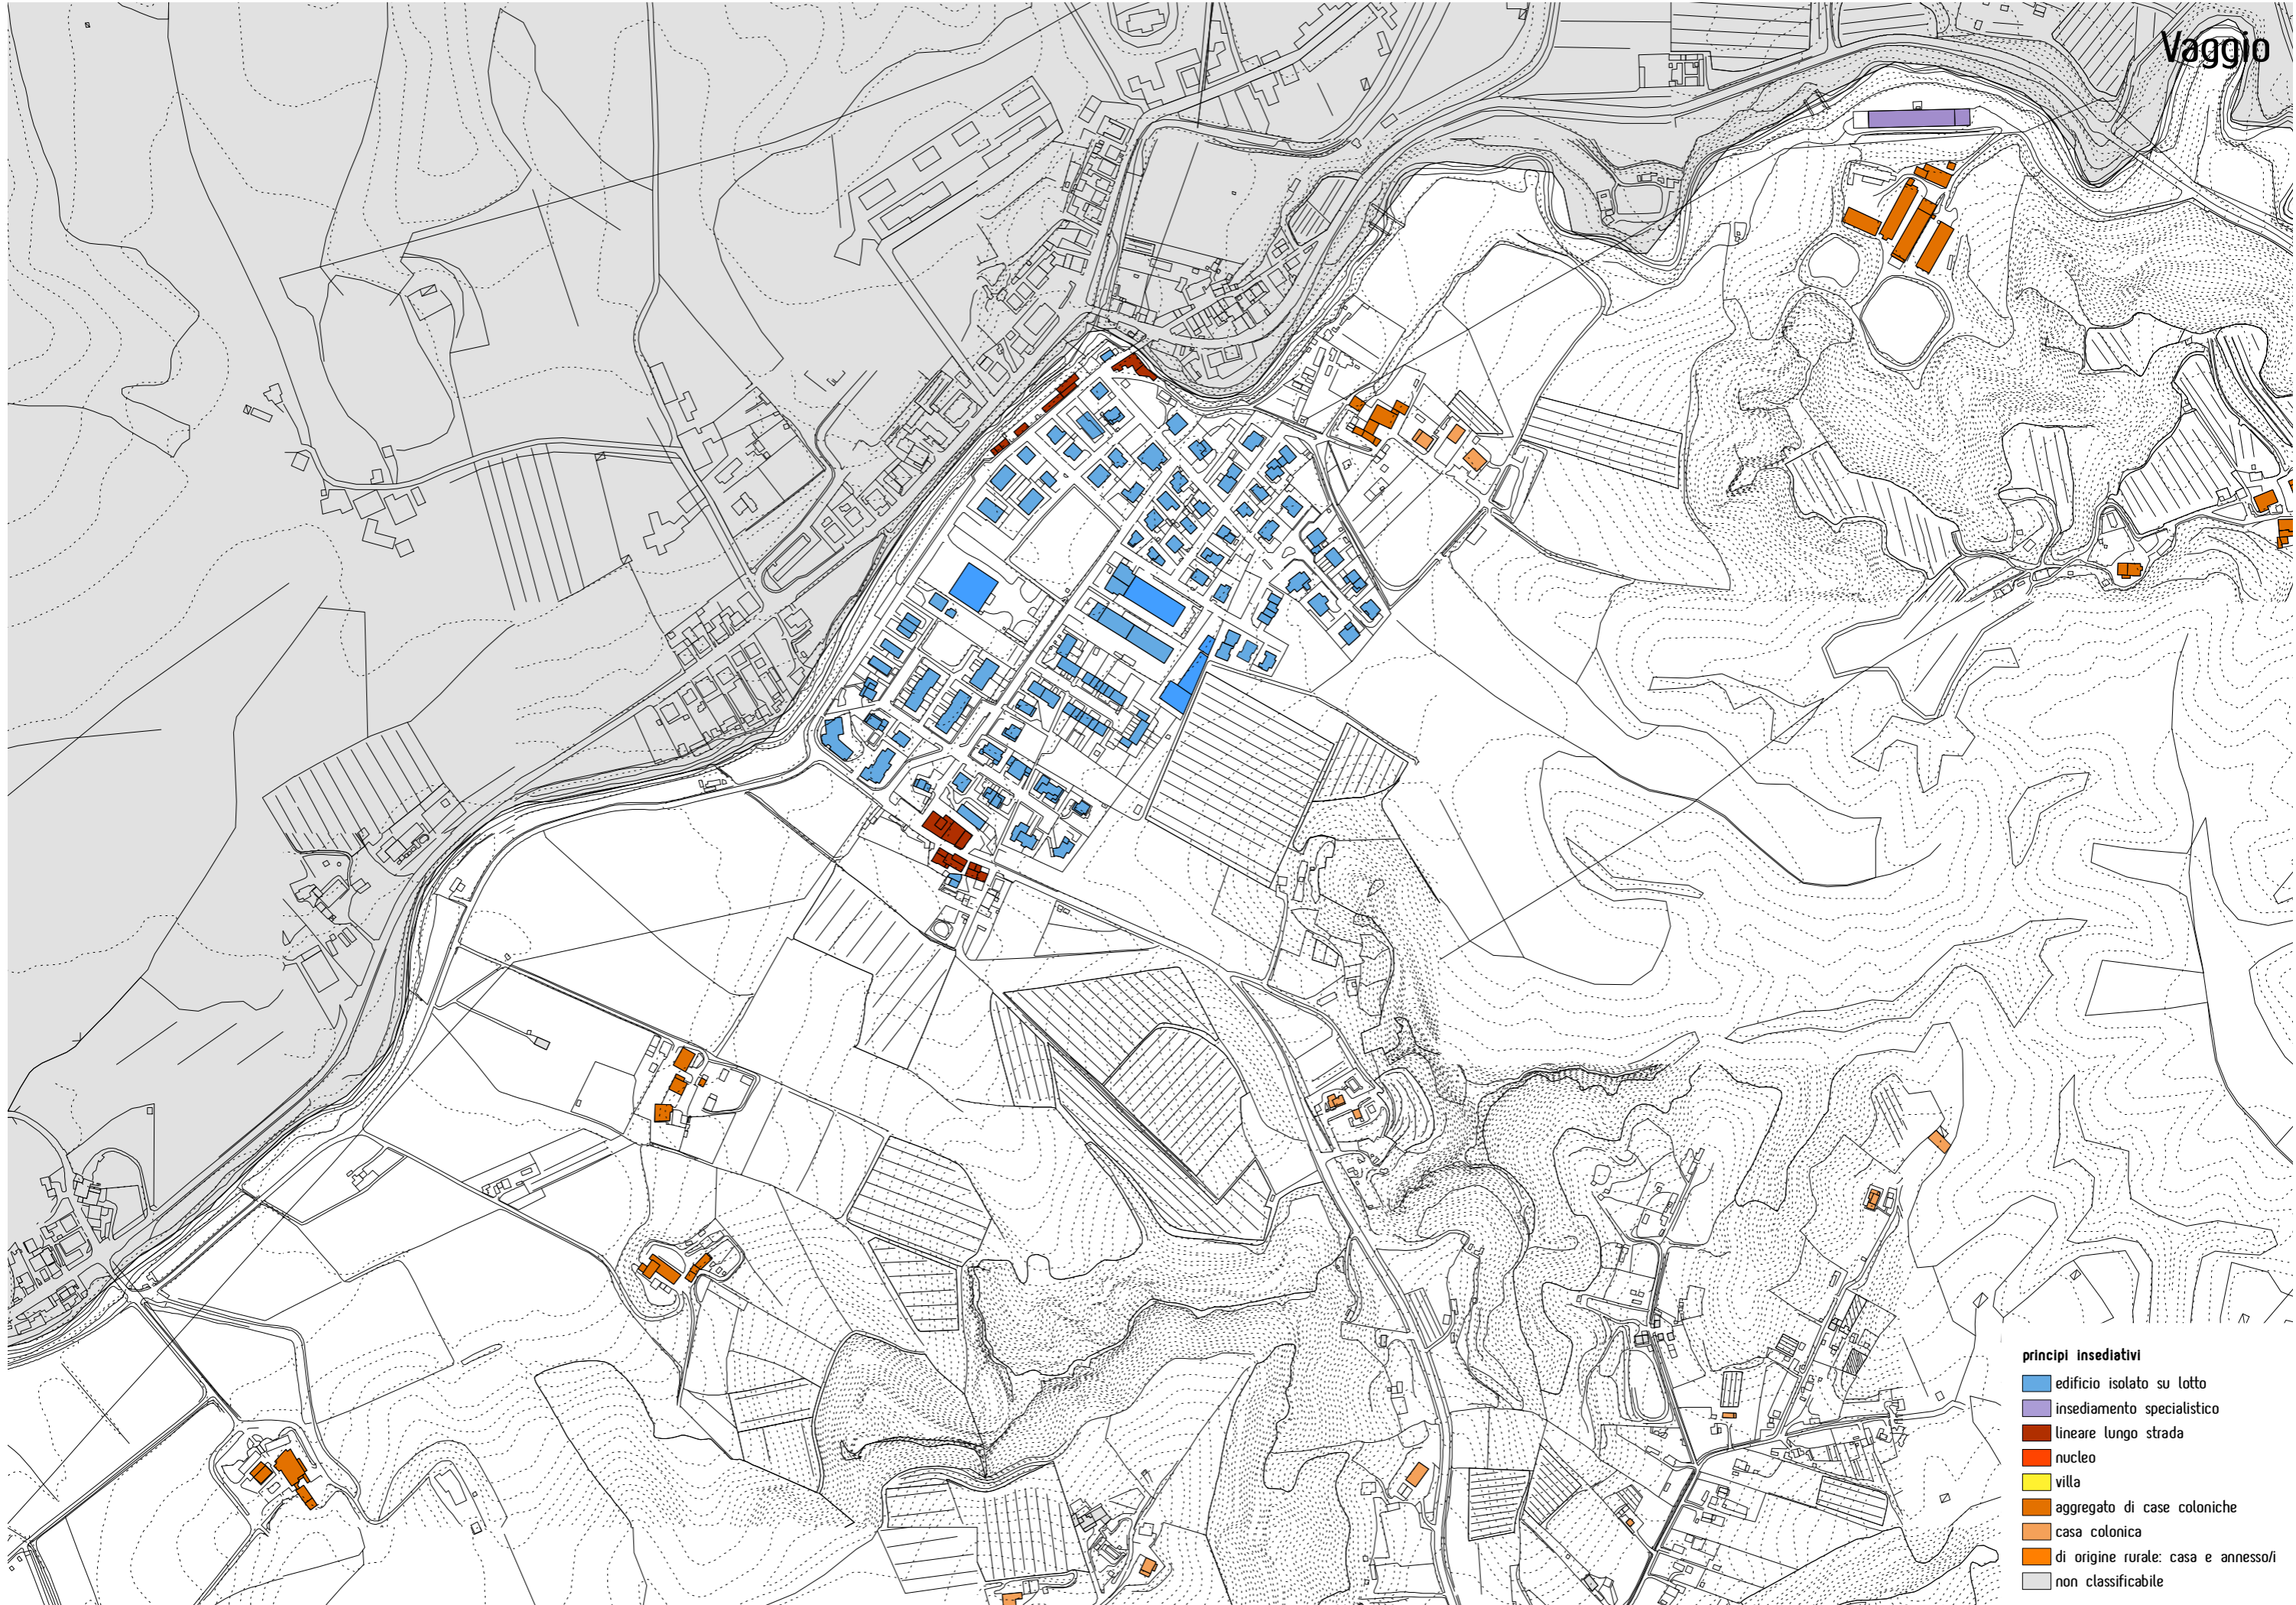 Vaggio
principi insediativi
edificio isolato su lotto
insediamento specialistico
lineare lungo strada
nucleo
villa
aggregato di case coloniche
casa colonica
di origine rurale: casa e annesso/i
non classificabile